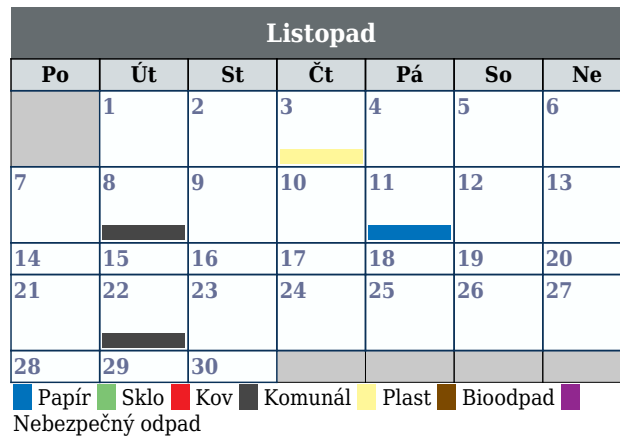 Listopad
Po Út St Čt Pá So Ne
1 2 3 4 5 6
7 8 9 10 11 12 13
14 15 16 17 18 19 20
21 22 23 24 25 26 27
28 29 30
Papír Sklo Kov Komunál Plast Bioodpad
Nebezpečný odpad